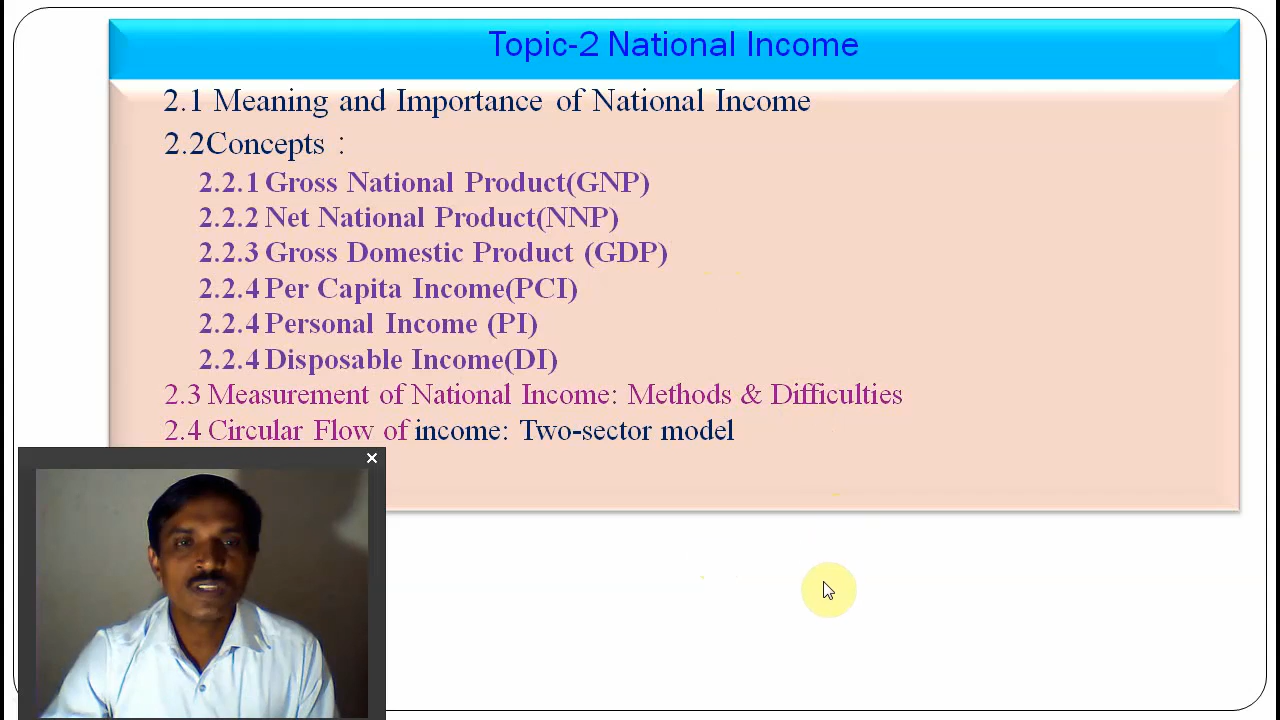 Topic-2 National Income
2.1 Meaning and Importance of National Income
2.2Concepts :
2.2.1 Gross National Product(GNP)
2.2.2 Net National Product(NNP)
2.2.3 Gross Domestic Product (GDP)
2.2.4 Per Capita Income(PCI)
2.2.4 Personal Income (PI)
2.2.4 Disposable Income(DI)
2.3 Measurement of National Income: Methods & Difficulties
2.4 Circular Flow of income: Two-sector model